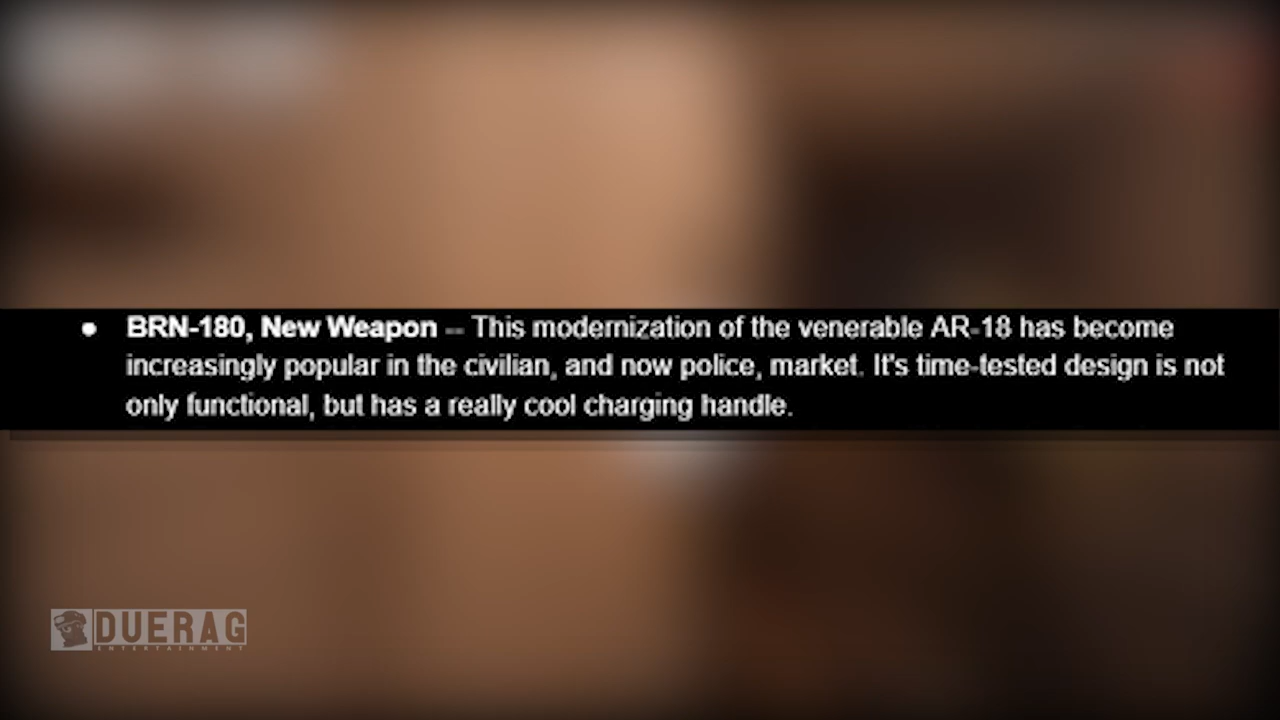 ● BRN-180, New Weapon -- This modernization of the venerable AR-18 has become
increasingly popular in the civilian, and now police, market. It's time-tested design is not
only functional, but has a really cool charging handle.
DUERAG
ENTERTAINMENT